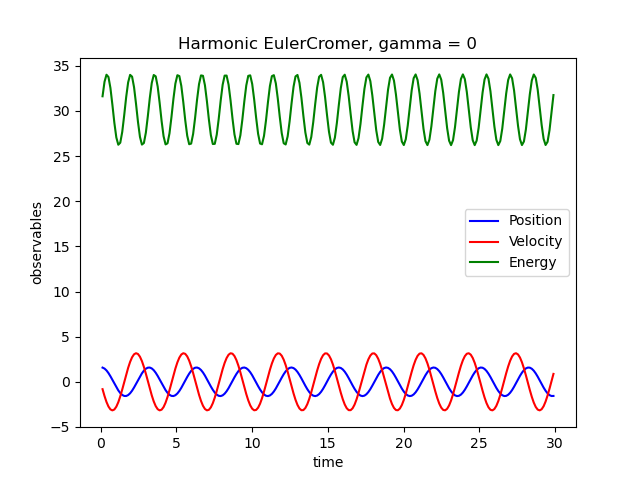 Harmonic EulerCromer, gamma = 0
observables
35
30
25
20
15
10
5
0
−5
Position
Velocity
Energy
0 5 10 15 20 25 30
time